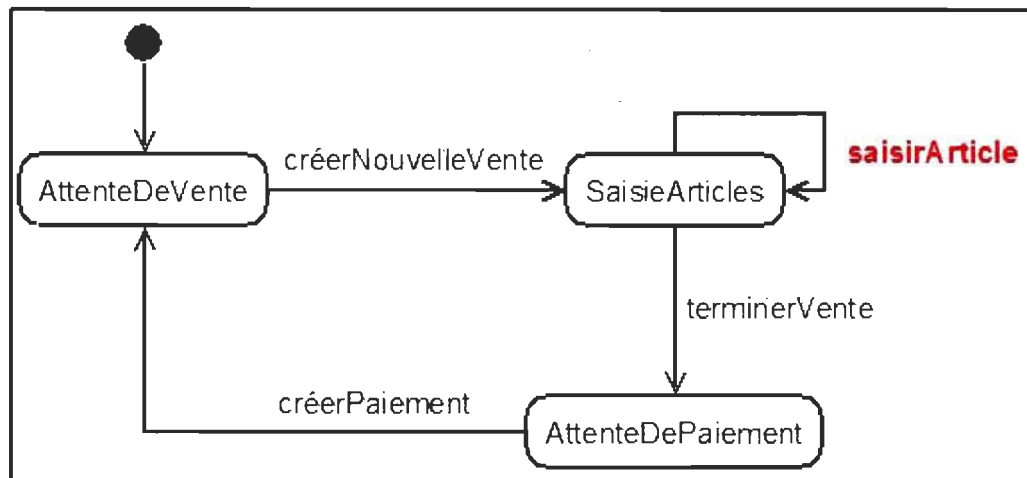 créerNouvelleVente
saisirArticle
AttenteDeVente
SaisieArticles
terminerVente
créerPaiement
AttenteDePaiement